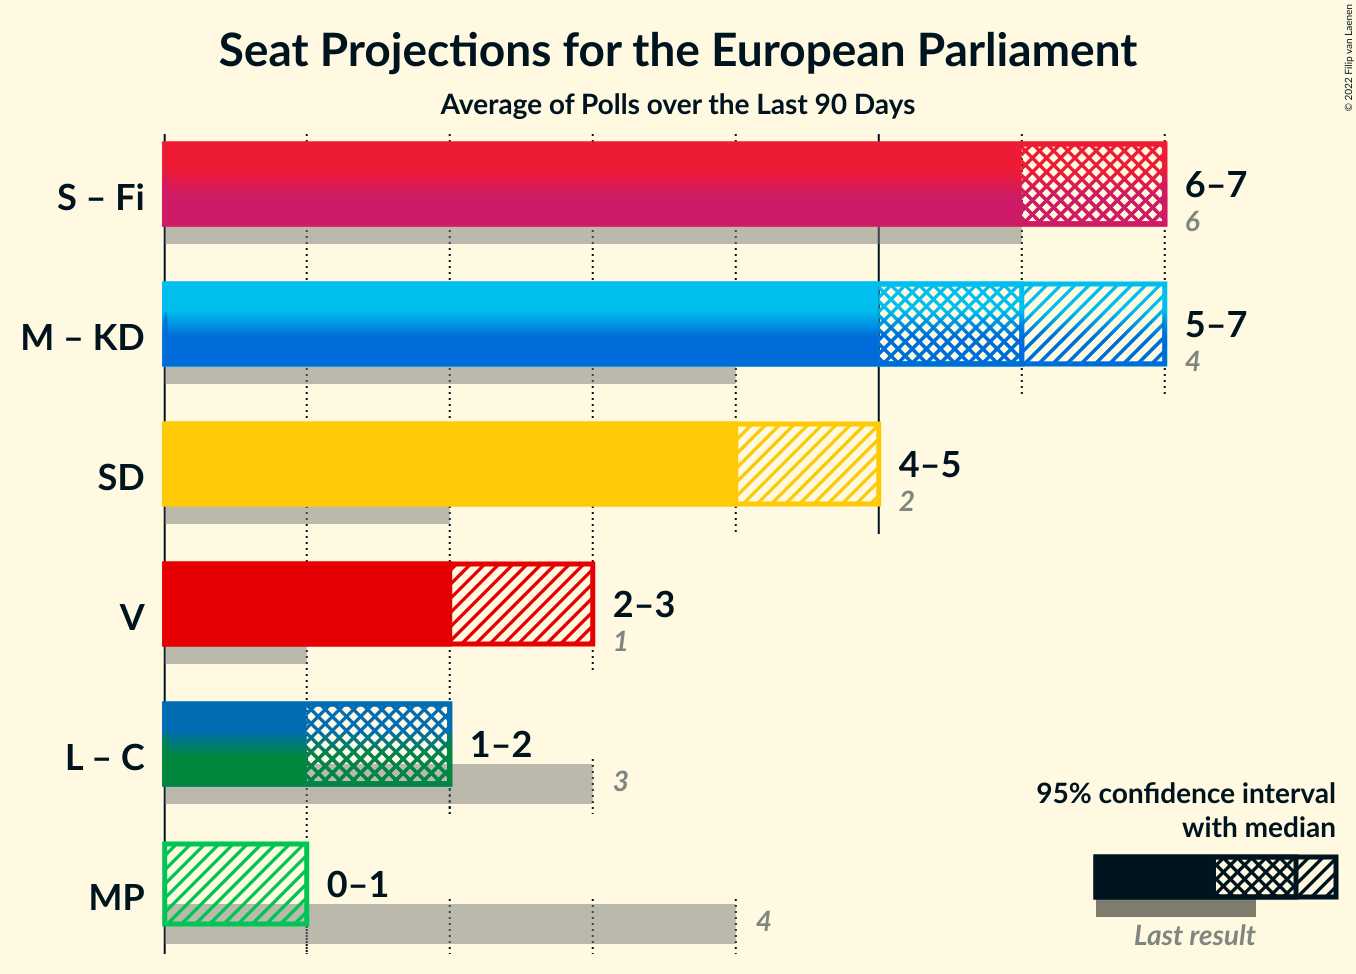 Seat Projections for the European Parliament
Average of Polls over the Last 90 Days
© 2022 Filip van Laenen
S – Fi
6–7
6
M – KD
5–7
4
SD
4–5
2
V
2–3
1
L – C
1–2
3
MP
0–1
4
95% confidence interval
with median
Last result